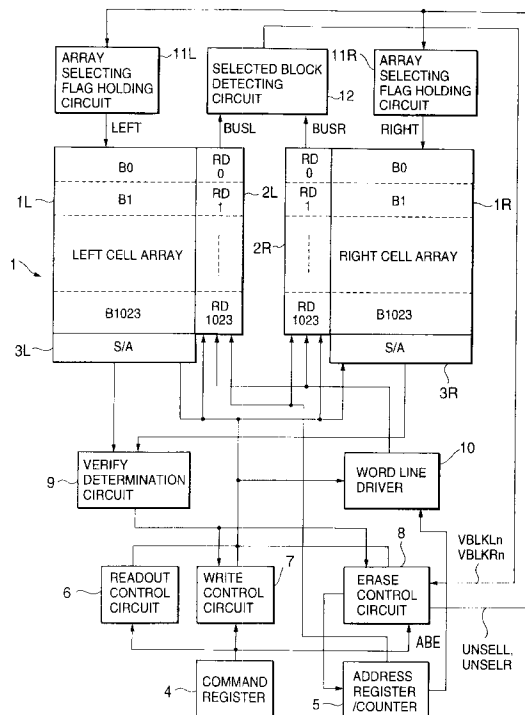 11L
ARRAY
SELECTING
FLAG HOLDING
CIRCUIT
SELECTED BLOCK
DETECTING
CIRCUIT
12
11R
ARRAY
SELECTING
FLAG HOLDING
CIRCUIT
LEFT
BUSL
BUSR
RIGHT
1L
B0
RD
0
2L
RD
0
B0
1R
B1
RD
1
RD
1
B1
2R
1
LEFT CELL ARRAY
RIGHT CELL ARRAY
B1023
RD
1023
RD
1023
B1023
3L
S/A
S/A
3R
VERIFY
DETERMINATION
CIRCUIT
9
WORD LINE
DRIVER
10
VBLKLn
VBLKRn
READOUT
CONTROL
CIRCUIT
6
WRITE
CONTROL
CIRCUIT
7
ERASE
CONTROL
CIRCUIT
8
ABE
UNSELL,
UNSELR
COMMAND
REGISTER
4
ADDRESS
REGISTER
/COUNTER
5